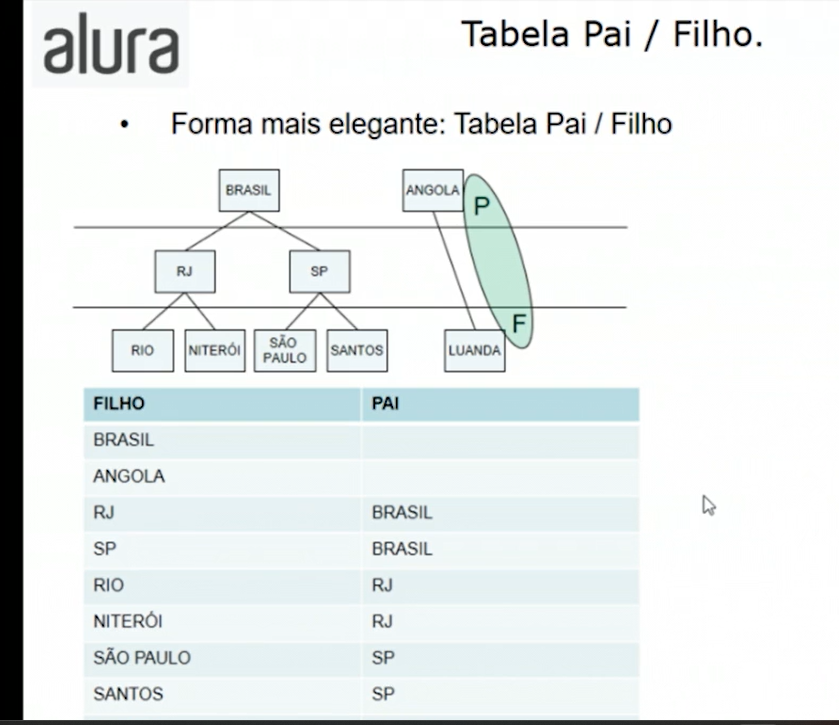 alura
Tabela Pai / Filho.
• Forma mais elegante: Tabela Pai / Filho
BRASIL
ANGOLA
P
RJ
SP
F
RIO
NITERÓI
SÃO
PAULO
SANTOS
LUANDA
FILHO PAI
BRASIL
ANGOLA
RJ BRASIL
SP BRASIL
RIO RJ
NITERÓI RJ
SÃO PAULO SP
SANTOS SP